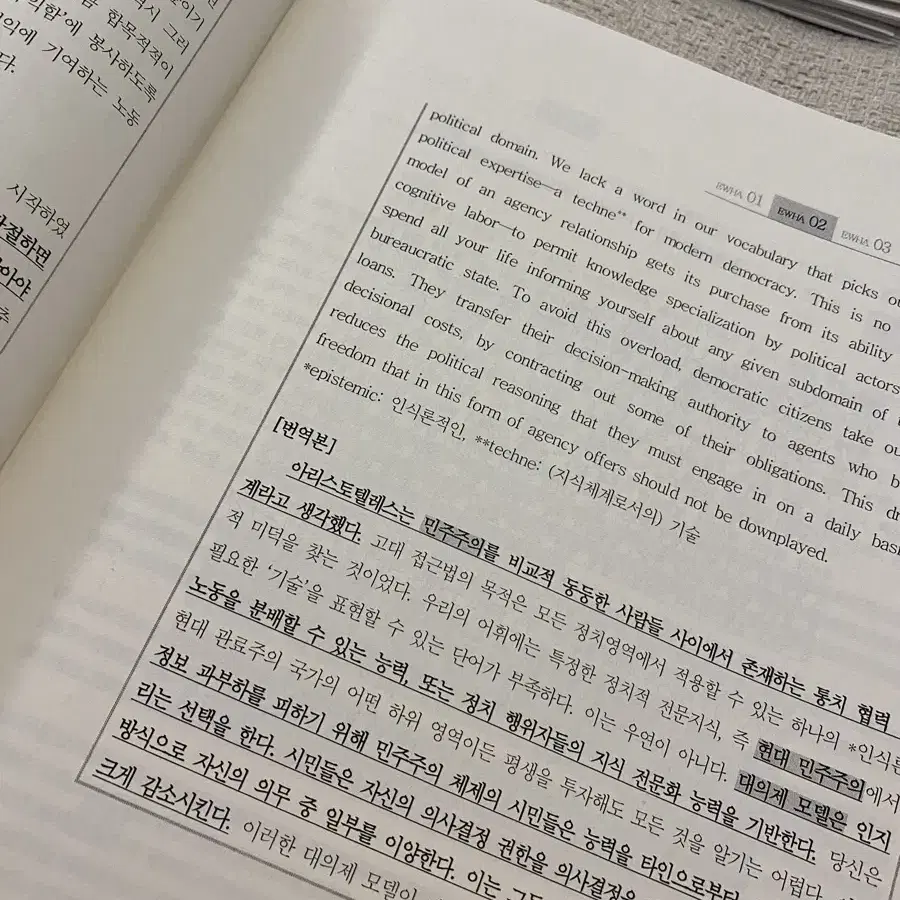 시작하였
EWHA 01 EWHA 02 EWHA 03
political domain. We lack a word in our vocabulary that picks
political expertise—a techne** for modern democracy. This is no
model of an agency relationship gets its purchase from its ability
cognitive labor—to permit knowledge specialization by political actors.
spend all your life informing yourself about any given subdomain of
bureaucratic state. To avoid this overload, democratic citizens take
loans. They transfer their decision-making authority to agents who
decisional costs, by contracting out some of their obligations. This
reduces the political reasoning that they must engage in on a daily
freedom that in this form of agency offers should not be downplayed.
*epistemic: 인식론적인, **techne: (지식체계로서의) 기술
[번역본]
아리스토텔레스는 민주주의를 비교적 동등한 사람들 사이에서 존재하는 통치 협력
계라고 생각했다. 고대 접근법의 목적은 모든 정치영역에서 적용할 수 있는 하나의 *인식론
적 미덕을 찾는 것이었다. 우리의 어휘에는 특정한 정치적 전문지식, 즉 현대 민주주의에서
필요한 ‘기술’을 표현할 수 있는 단어가 부족하다. 이는 우연이 아니다. 대의제 모델은 인지
노동을 분배할 수 있는 능력, 또는 정치 행위자들의 지식 전문화 능력을 기반한다. 당신은
현대 관료주의 국가의 어떤 하위 영역이든 평생을 투자해도 모든 것을 알기는 어렵다.
정보 과부하를 피하기 위해 민주주의 체제의 시민들은 능력을 타인으로부터
리는 선택을 한다. 시민들은 자신의 의사결정 권한을 의사결정
방식으로 자신의 의무 중 일부를 이양한다. 이는
크게 감소시킨다. 이러한 대의제 모델이